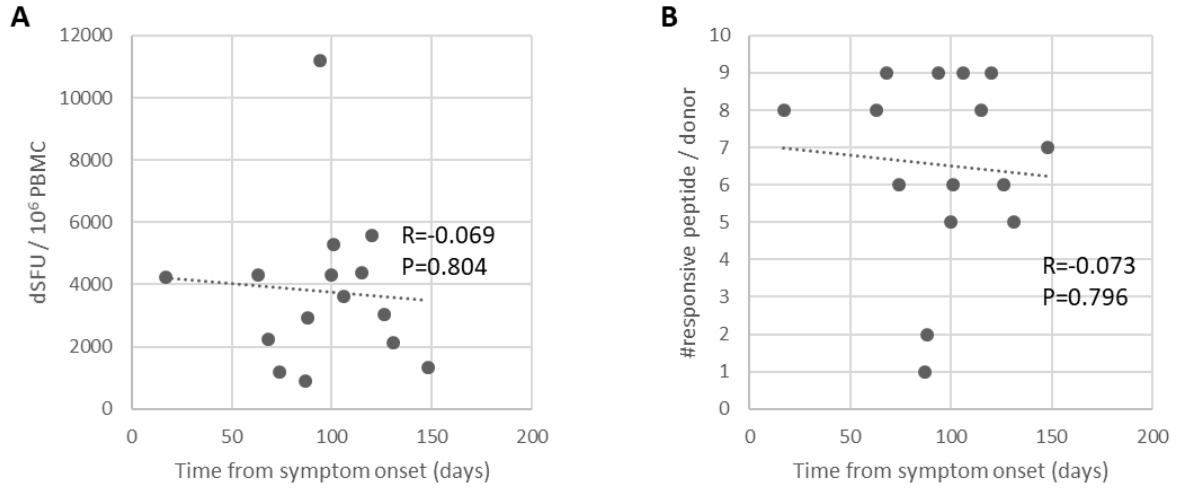 A
12000
10000
8000
6000
4000
2000
0
dSFU / 10⁶ PBMC
R=-0.069
P=0.804
0 50 100 150 200
Time from symptom onset (days)
B
10
9
8
7
6
5
4
3
2
1
0
#responsive peptide / donor
R=-0.073
P=0.796
0 50 100 150 200
Time from symptom onset (days)